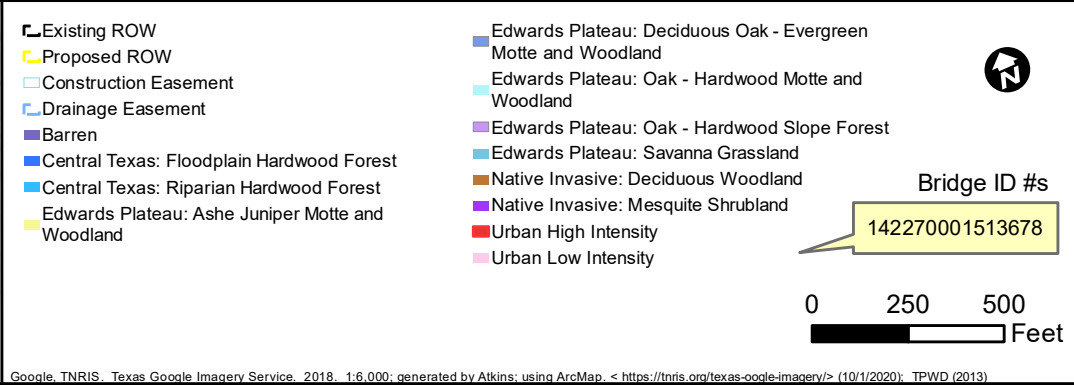 Existing ROW
Proposed ROW
Construction Easement
Drainage Easement
Barren
Central Texas: Floodplain Hardwood Forest
Central Texas: Riparian Hardwood Forest
Edwards Plateau: Ashe Juniper Motte and
Woodland
Edwards Plateau: Deciduous Oak - Evergreen
Motte and Woodland
Edwards Plateau: Oak - Hardwood Motte and
Woodland
Edwards Plateau: Oak - Hardwood Slope Forest
Edwards Plateau: Savanna Grassland
Native Invasive: Deciduous Woodland
Native Invasive: Mesquite Shrubland
Urban High Intensity
Urban Low Intensity
N
Bridge ID #s
142270001513678
0 250 500
Feet
Google, TNRIS. Texas Google Imagery Service. 2018. 1:6,000; generated by Atkins; using ArcMap. < https://tnris.org/texas-oogle-imagery/> (10/1/2020); TPWD (2013)